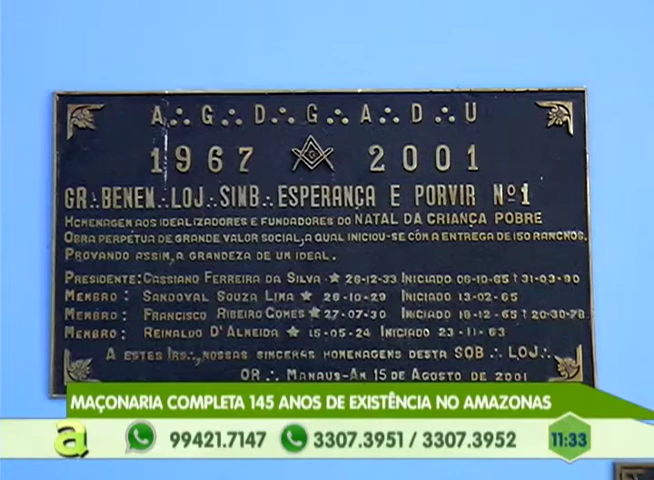 A∴ G∴ D∴ G∴ A∴ D∴ U
1967 2001
GR∴BENEM∴LOJ∴SIMB∴ESPERANÇA E PORVIR Nº1
HOMENAGEM AOS IDEALIZADORES E FUNDADORES DO NATAL DA CRIANÇA POBRE
OBRA PERPÉTUA DE GRANDE VALOR SOCIAL, A QUAL INICIOU-SE COM A ENTREGA DE 150 RANCHOS.
PROVANDO ASSIM, A GRANDEZA DE UM IDEAL.
PRESIDENTE: CASSIANO FERREIRA DA SILVA ★ 26-12-33 INICIADO 06-10-65 † 31-03-90
MEMBRO: SANDOVAL SOUZA LIMA ★ 26-10-29 INICIADO 13-02-65
MEMBRO: FRANCISCO RIBEIRO GOMES ★ 27-07-30 INICIADO 18-12-65 † 20-30-78
MEMBRO: REINALDO D'ALMEIDA ★ 15-05-24 INICIADO 23-11-63
A ESTES IRS∴, NOSSAS SINCERAS HOMENAGENS DESTA SOB∴ LOJ∴
OR∴ MANAUS-AM 15 DE AGOSTO DE 2001
MAÇONARIA COMPLETA 145 ANOS DE EXISTÊNCIA NO AMAZONAS
a 99421.7147 3307.3951 / 3307.3952 11:33